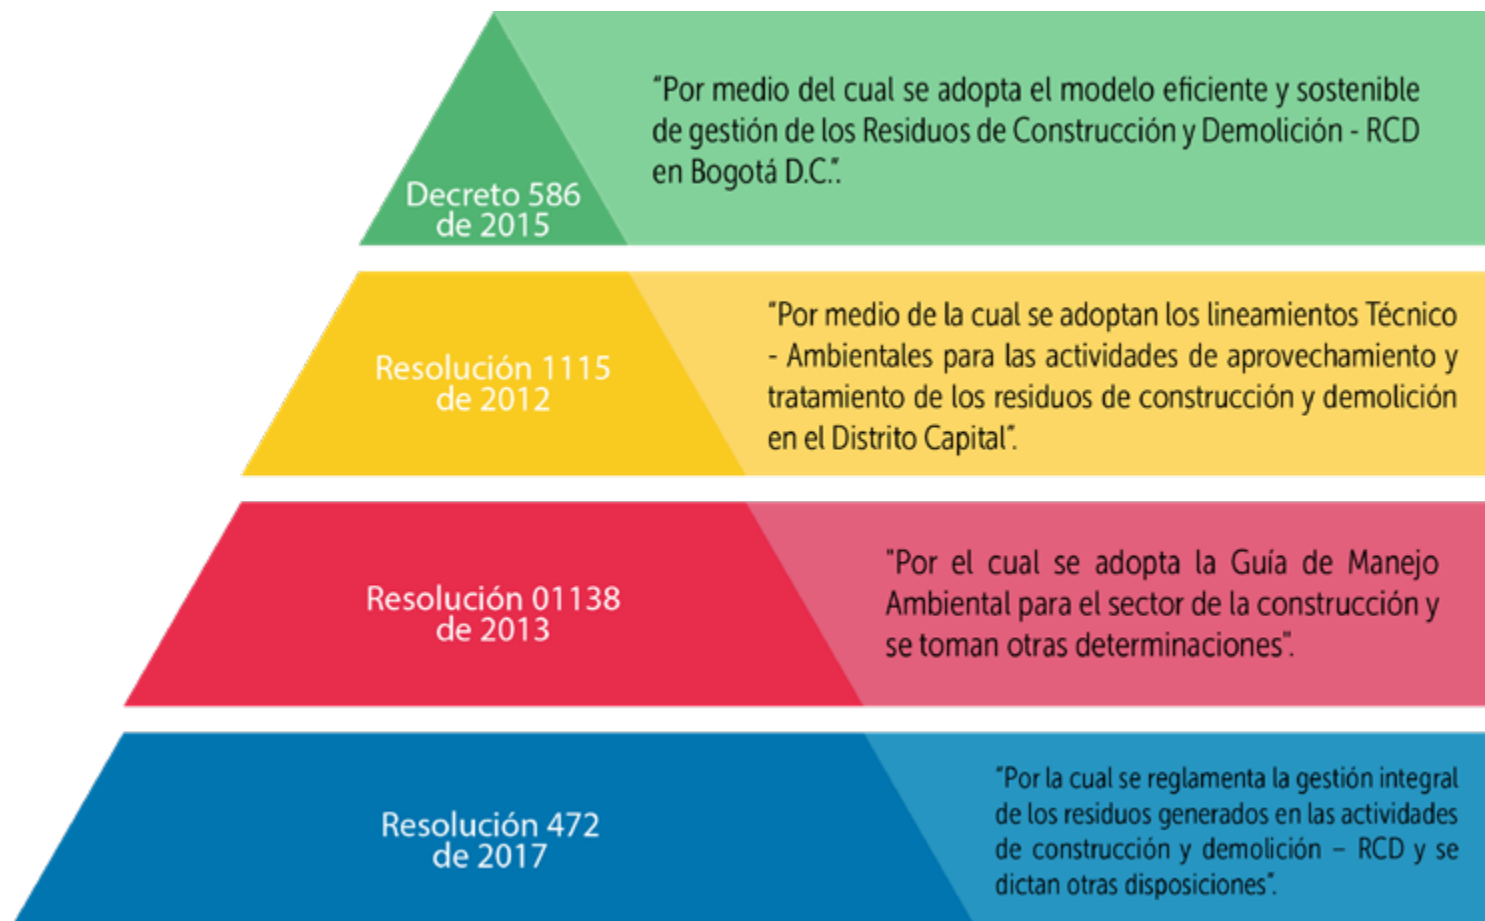 Decreto 586
de 2015
“Por medio del cual se adopta el modelo eficiente y sostenible
de gestión de los Residuos de Construcción y Demolición - RCD
en Bogotá D.C.”.
Resolución 1115
de 2012
“Por medio de la cual se adoptan los lineamientos Técnico
- Ambientales para las actividades de aprovechamiento y
tratamiento de los residuos de construcción y demolición
en el Distrito Capital”.
Resolución 01138
de 2013
"Por el cual se adopta la Guía de Manejo
Ambiental para el sector de la construcción y
se toman otras determinaciones".
Resolución 472
de 2017
“Por la cual se reglamenta la gestión integral
de los residuos generados en las actividades
de construcción y demolición – RCD y se
dictan otras disposiciones”.